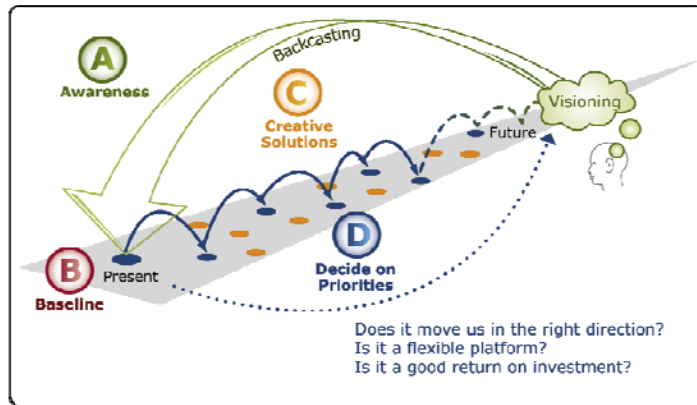 Backcasting
A
Awareness
C
Creative
Solutions
Visioning
Future
B
Present
Baseline
D
Decide on
Priorities
Does it move us in the right direction?
Is it a flexible platform?
Is it a good return on investment?